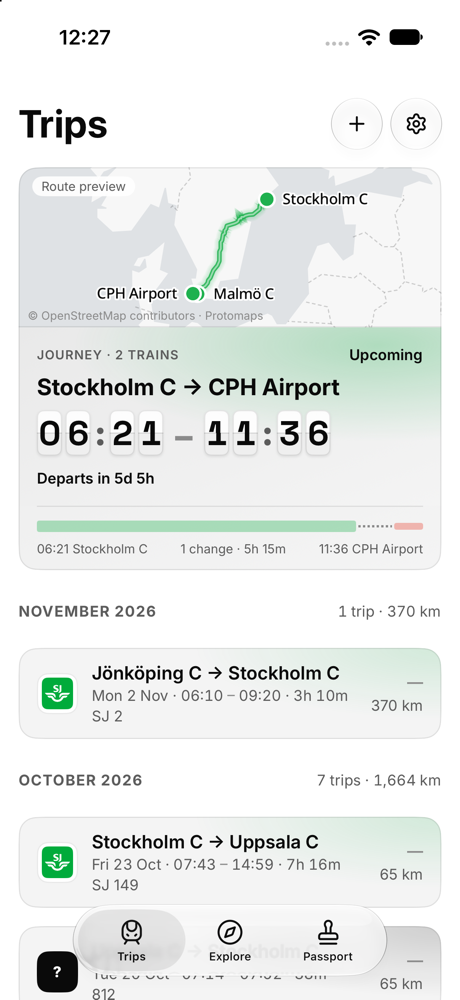 12:27
Trips
Route preview
Stockholm C
CPH Airport
Malmö C
© OpenStreetMap contributors · Protomaps
JOURNEY · 2 TRAINS
Upcoming
Stockholm C → CPH Airport
06:21 – 11:36
Departs in 5d 5h
06:21 Stockholm C
1 change · 5h 15m
11:36 CPH Airport
NOVEMBER 2026
1 trip · 370 km
SJ
Jönköping C → Stockholm C
—
Mon 2 Nov · 06:10 – 09:20 · 3h 10m
370 km
SJ 2
OCTOBER 2026
7 trips · 1,664 km
SJ
Stockholm C → Uppsala C
—
Fri 23 Oct · 07:43 – 14:59 · 7h 16m
65 km
SJ 149
?
—
65 km
812
Trips
Explore
Passport